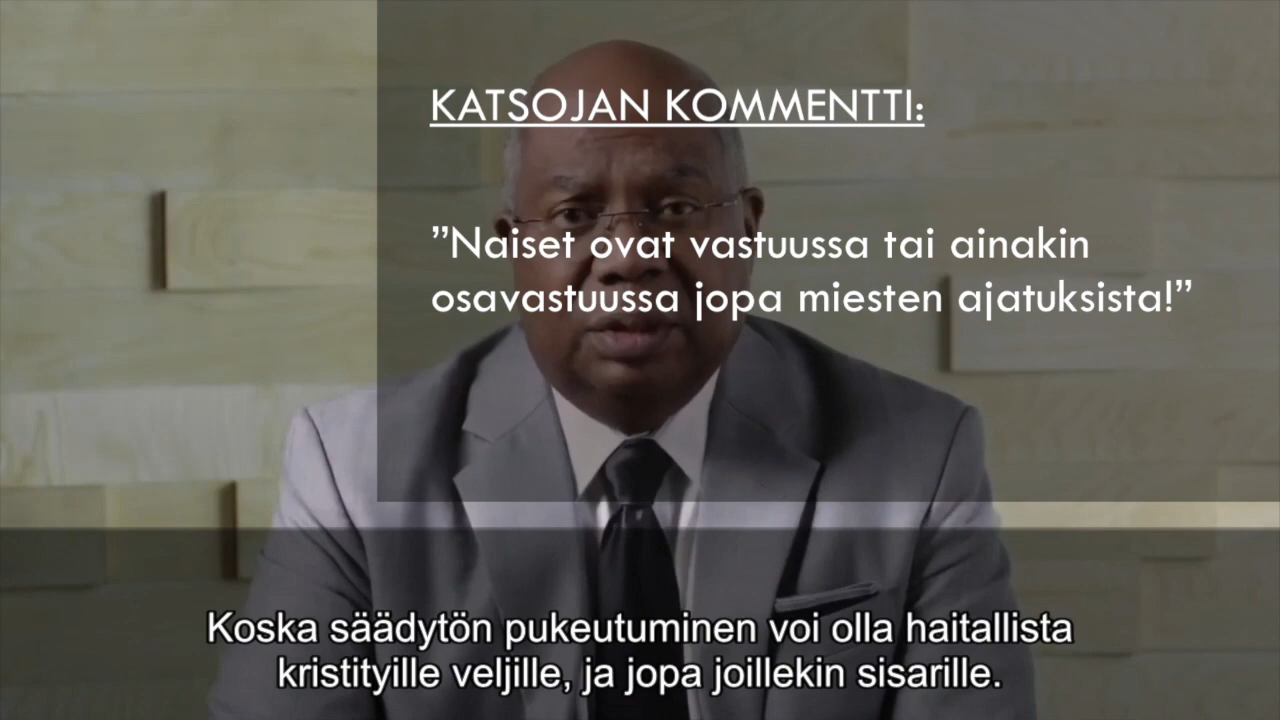 KATSOJAN KOMMENTTI:
”Naiset ovat vastuussa tai ainakin
osavastuussa jopa miesten ajatuksista!”
Koska säädytön pukeutuminen voi olla haitallista
kristityille veljille, ja jopa joillekin sisarille.